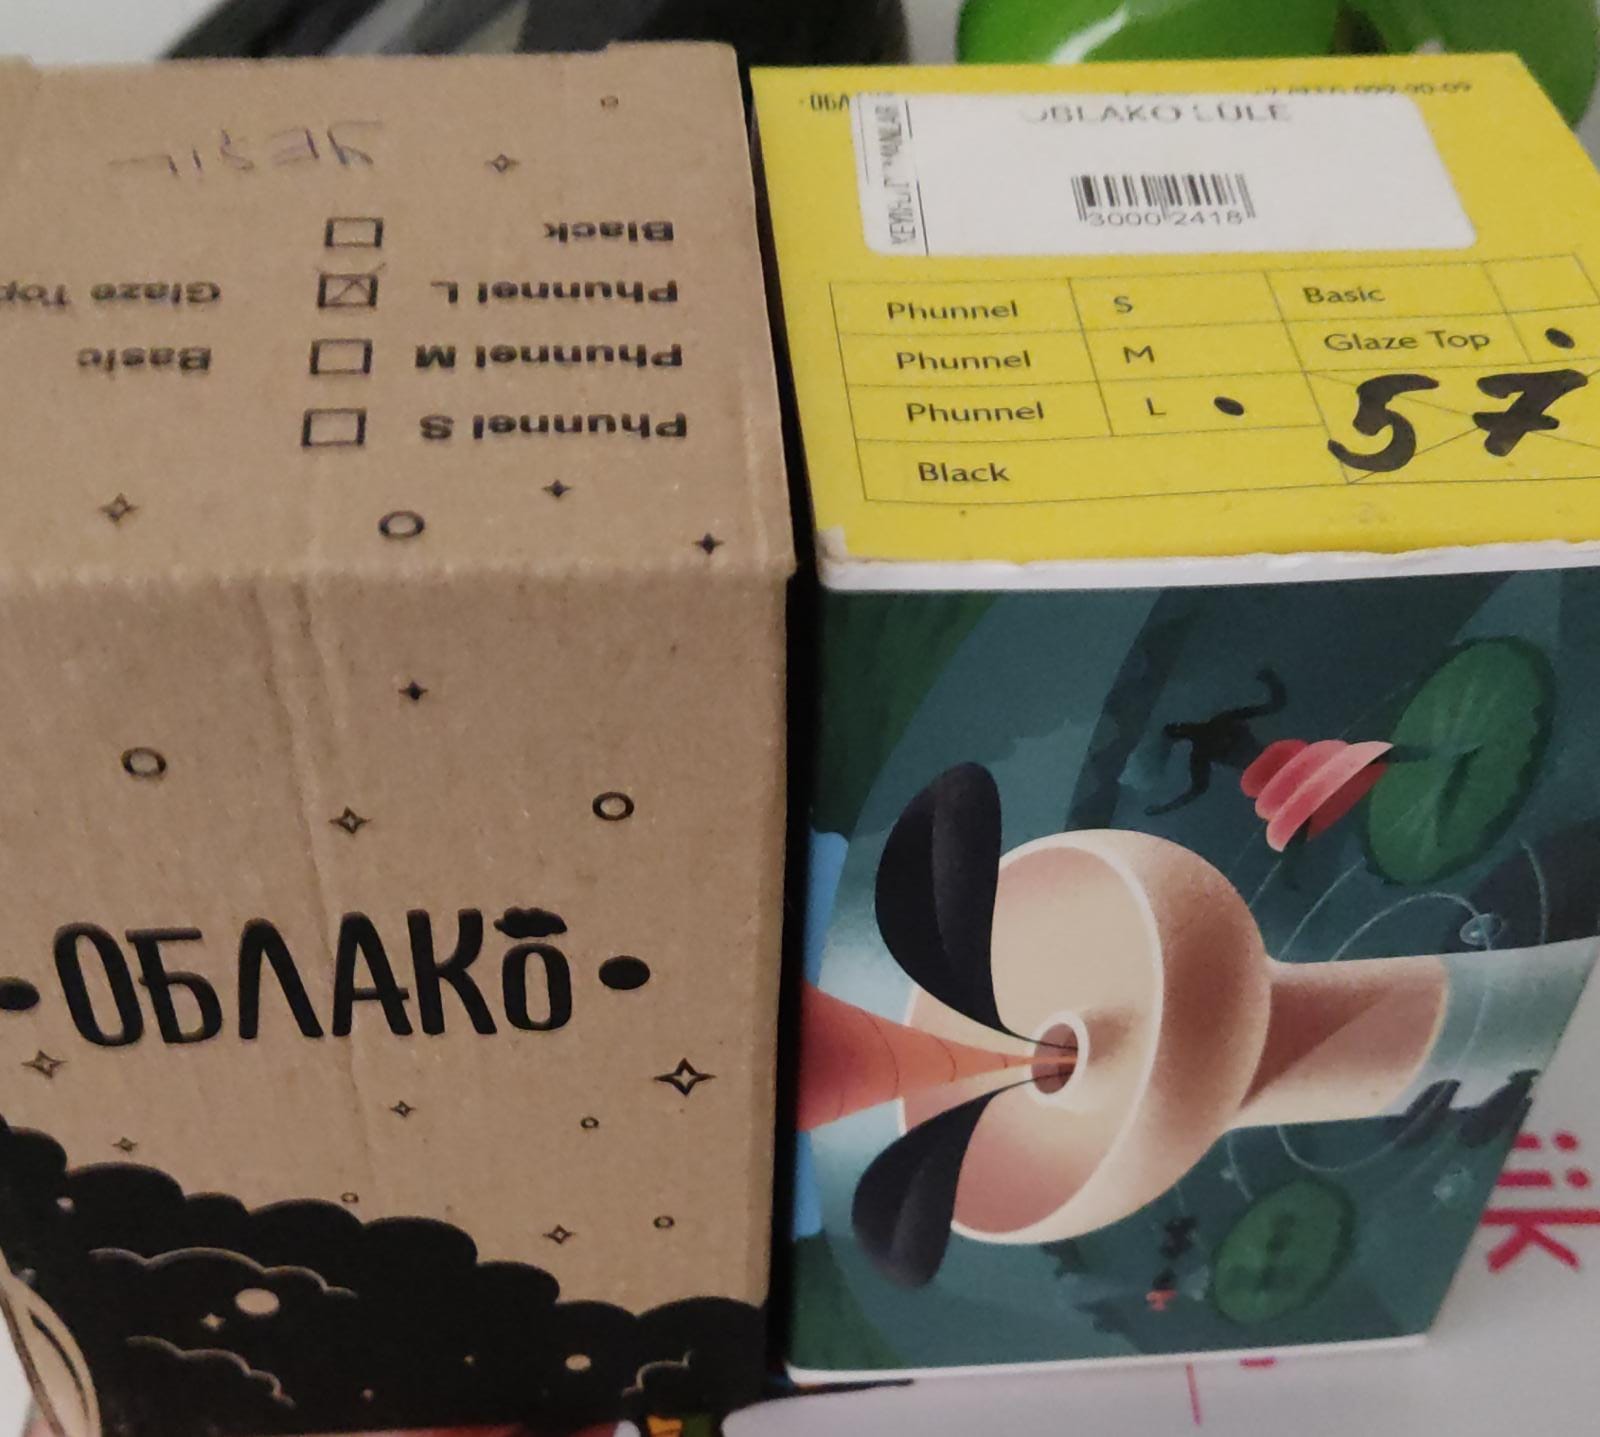 YEŞİL
Black
Phunnel L Glaze Top
Phunnel M Basic
Phunnel S
•ОБЛАКО•
OBLAKO LÜLE
3000 2418
Phunnel S Basic
Phunnel M Glaze Top
Phunnel L 57
Black